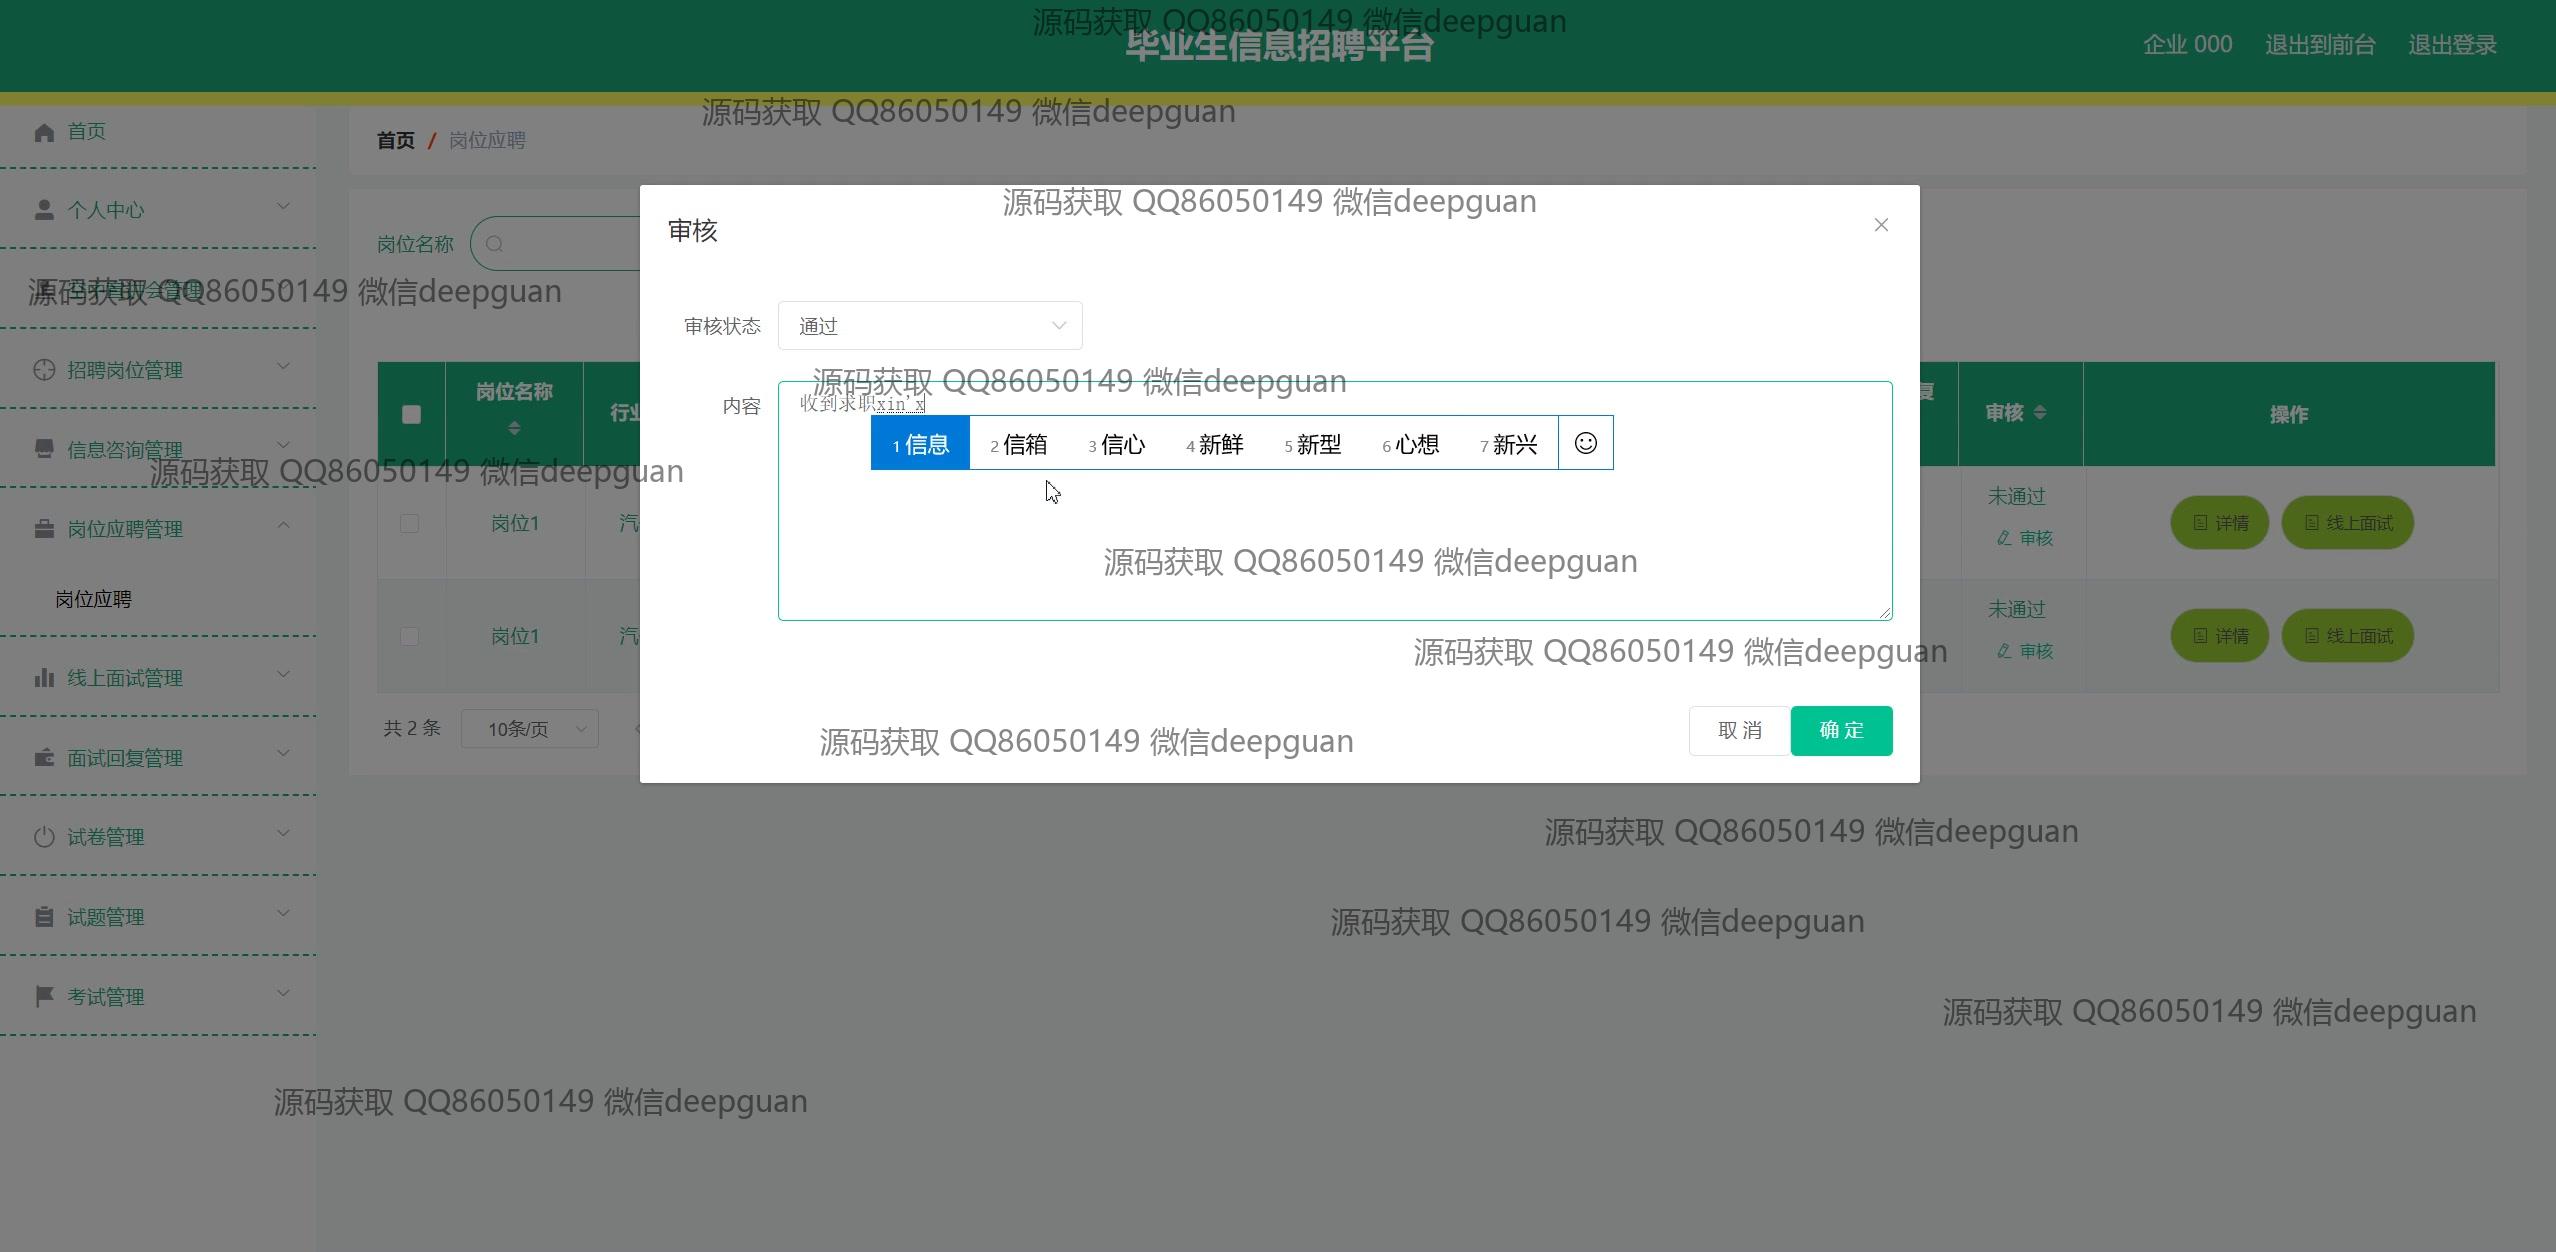 源码获取 QQ86050149 微信deepguan
毕业生信息招聘平台
企业 000
退出到前台
退出登录
源码获取 QQ86050149 微信deepguan
首页
首页 / 岗位应聘
源码获取 QQ86050149 微信deepguan
个人中心
岗位名称
审核
源码获取 QQ86050149 微信deepguan
招聘岗位管理
审核状态
通过
源码获取 QQ86050149 微信deepguan
内容
收到求职xin'x
1 信息 2 信箱 3 信心 4 新鲜 5 新型 6 心想 7 新兴
岗位名称
审核
操作
信息咨询管理
源码获取 QQ86050149 微信deepguan
岗位1
未通过
审核
详情
线上面试
岗位应聘管理
源码获取 QQ86050149 微信deepguan
岗位应聘
岗位1
未通过
审核
详情
线上面试
源码获取 QQ86050149 微信deepguan
线上面试管理
共 2 条
10条/页
源码获取 QQ86050149 微信deepguan
取 消
确 定
面试回复管理
试卷管理
源码获取 QQ86050149 微信deepguan
试题管理
源码获取 QQ86050149 微信deepguan
考试管理
源码获取 QQ86050149 微信deepguan
源码获取 QQ86050149 微信deepguan